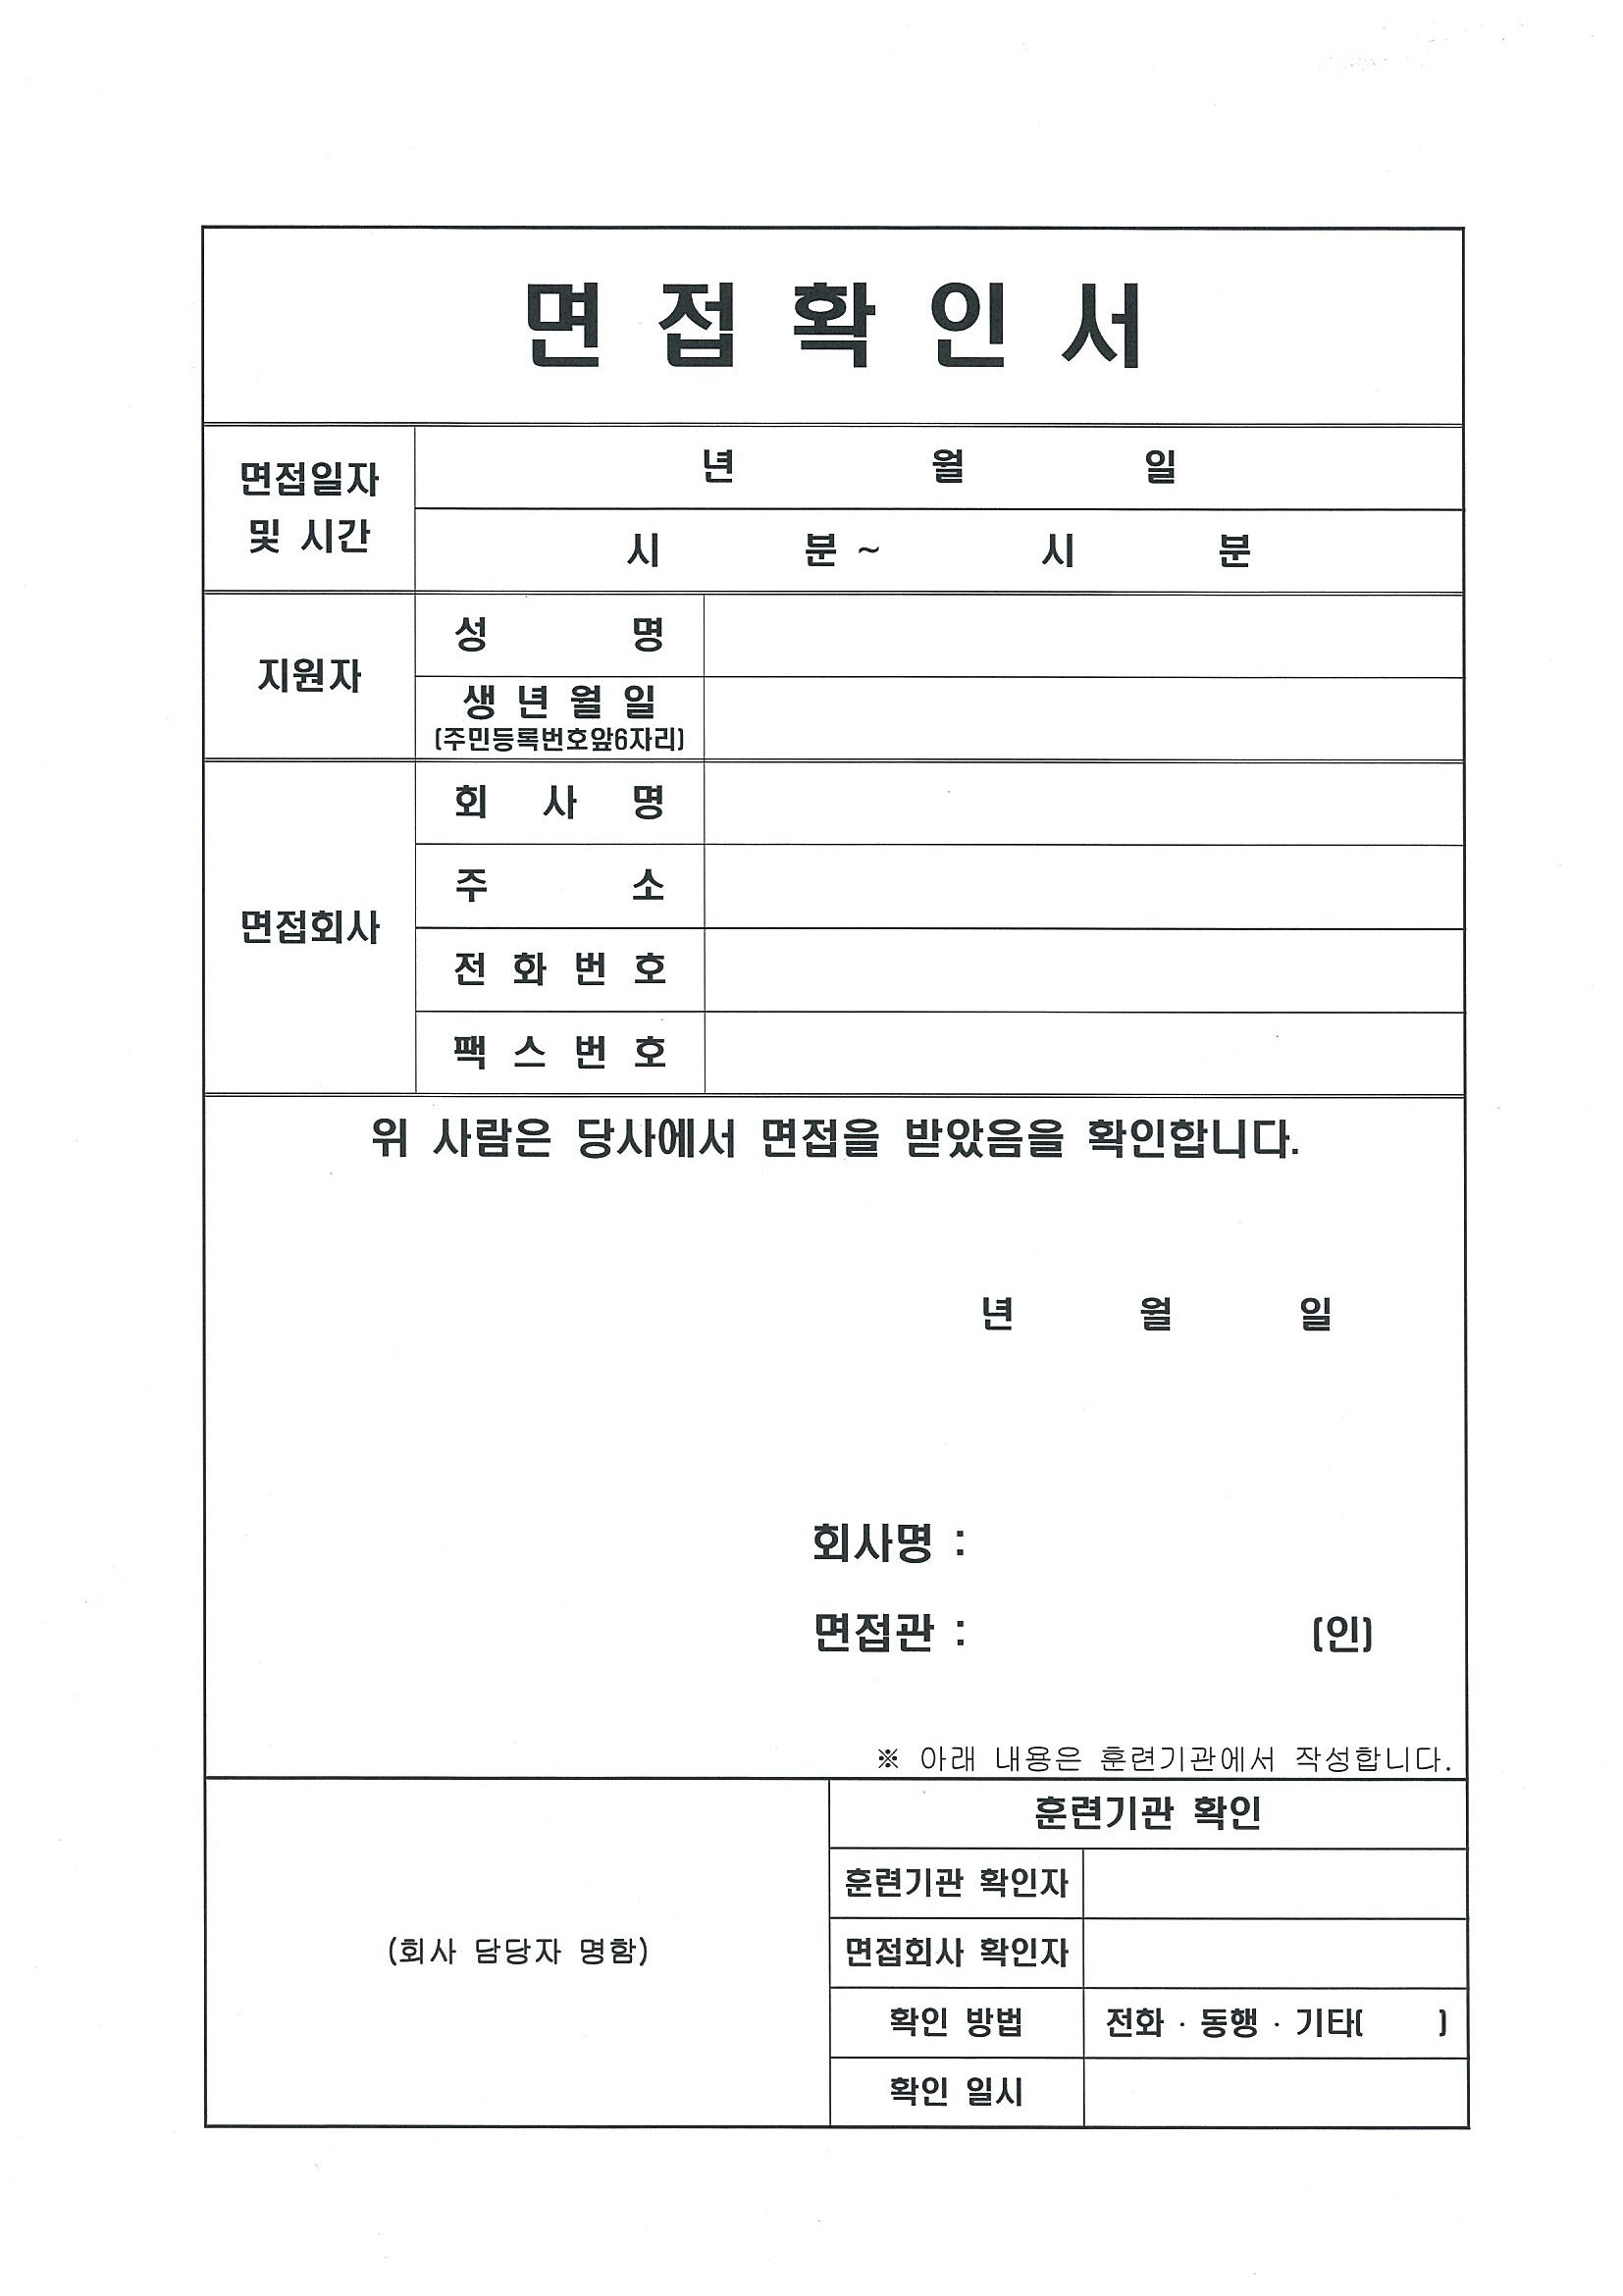 면 접 확 인 서
면접일자
및 시간
년 월 일
시 분 ~ 시 분
지원자
성 명
생 년 월 일
(주민등록번호앞6자리)
면접회사
회 사 명
주 소
전 화 번 호
팩 스 번 호
위 사람은 당사에서 면접을 받았음을 확인합니다.
년 월 일
회사명 :
면접관 : (인)
※ 아래 내용은 훈련기관에서 작성합니다.
(회사 담당자 명함)
훈련기관 확인
훈련기관 확인자
면접회사 확인자
확인 방법
전화 · 동행 · 기타( )
확인 일시